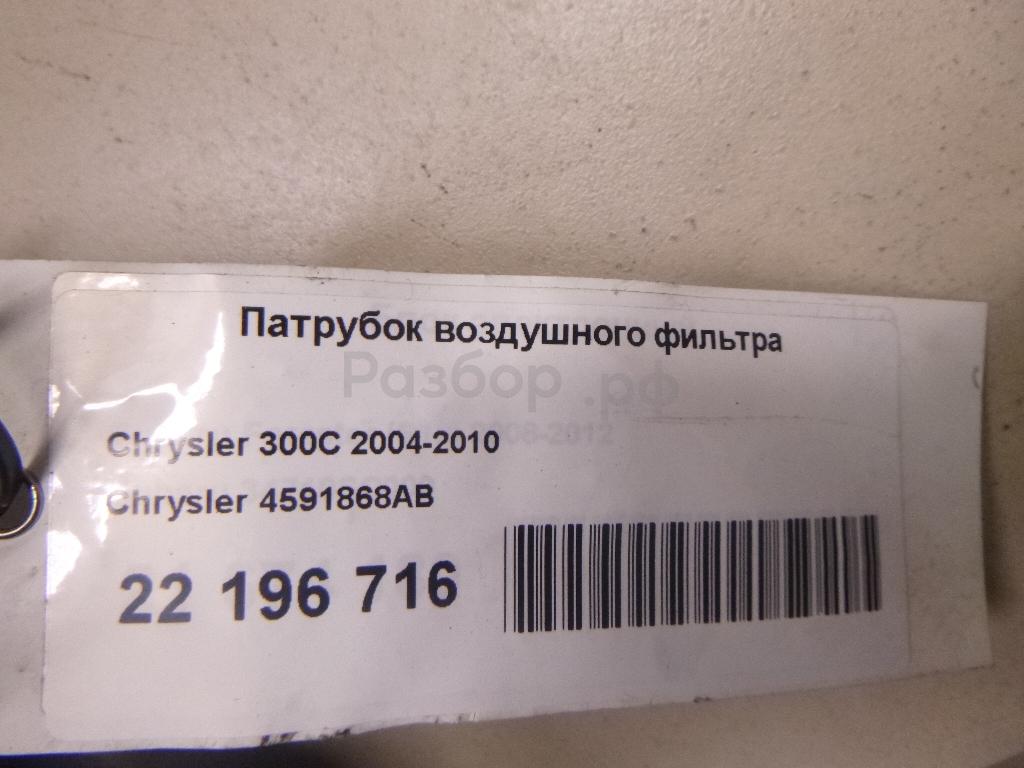 Патрубок воздушного фильтра
Разбор.рф
Chrysler 300C 2004-2010
Chrysler 4591868AB
22 196 716